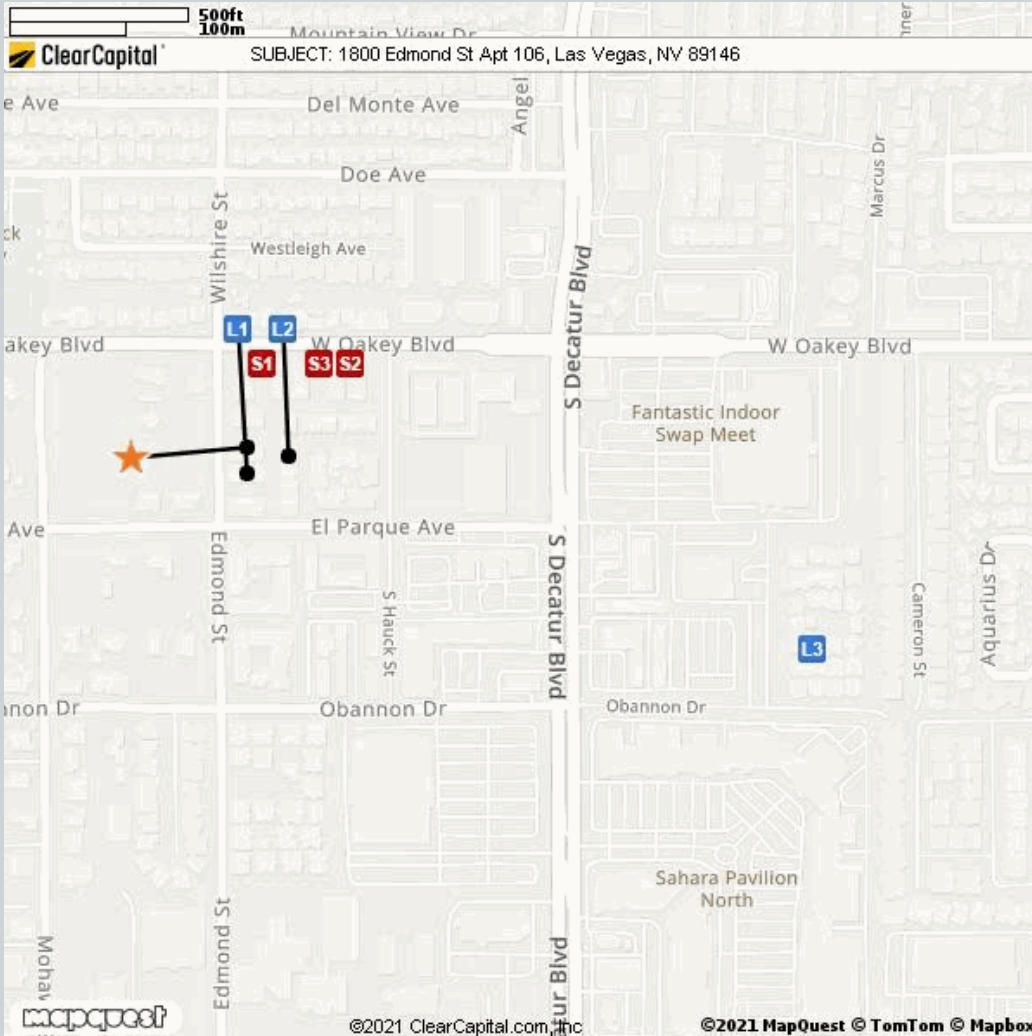 500ft
100m
Mountain View Dr
ClearCapital
SUBJECT: 1800 Edmond St Apt 106, Las Vegas, NV 89146
e Ave
Del Monte Ave
Angel
Doe Ave
Marcus Dr
ck
Wilshire St
Westleigh Ave
S Decatur Blvd
L1
L2
akey Blvd
W Oakey Blvd
W Oakey Blvd
S1
S3
S2
Fantastic Indoor
Swap Meet
Ave
El Parque Ave
Edmond St
S Decatur Blvd
S Hauck St
Cameron St
Aquarius Dr
L3
nnon Dr
Obannon Dr
Obannon Dr
Sahara Pavilion
North
Edmond St
Mohav
tur Blvd
mapquest
©2021 ClearCapital.com, Inc
©2021 MapQuest © TomTom © Mapbox